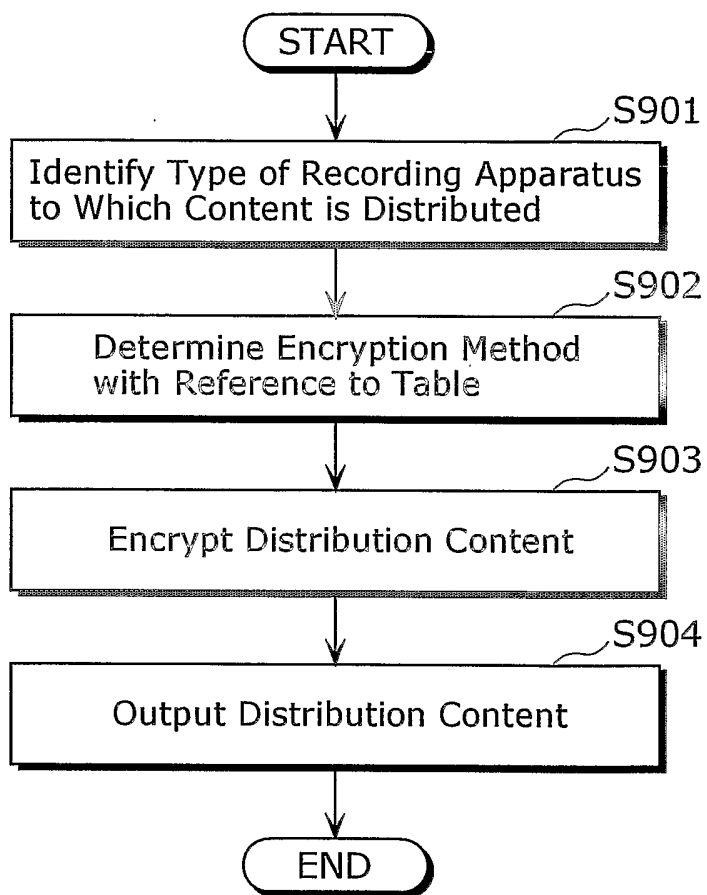 START
S901
Identify Type of Recording Apparatus
to Which Content is Distributed
S902
Determine Encryption Method
with Reference to Table
S903
Encrypt Distribution Content
S904
Output Distribution Content
END